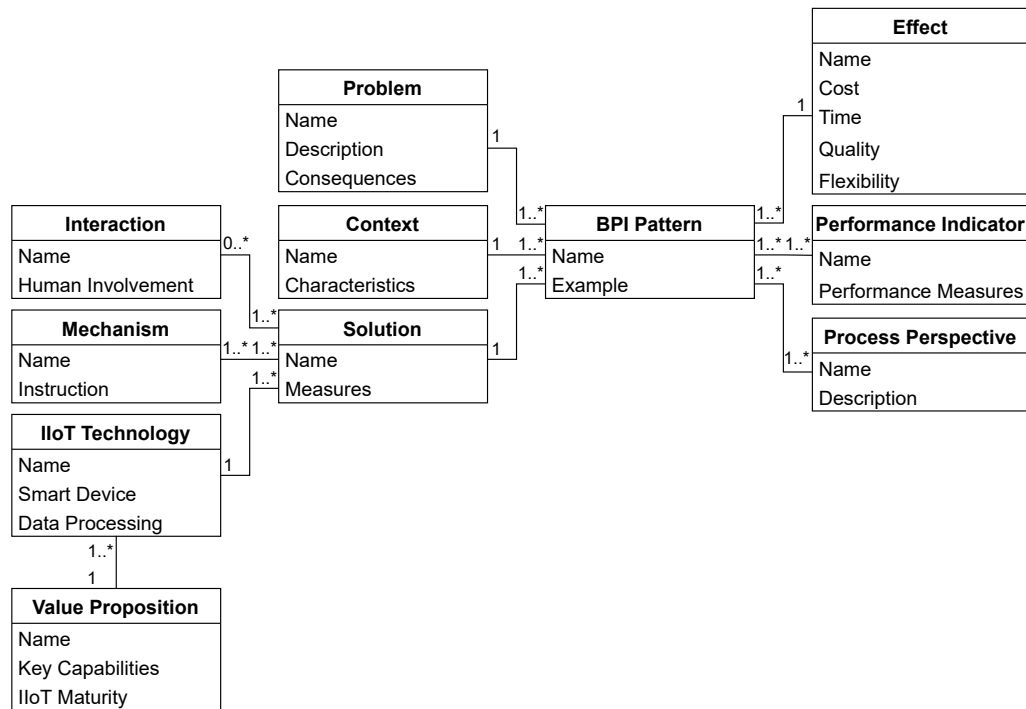 Effect
Name
Cost
Time
Quality
Flexibility
1
1..*
Problem
Name
Description
Consequences
1
1..*
Interaction
Name
Human Involvement
0..*
1..*
Context
Name
Characteristics
1
1..*
BPI Pattern
Name
Example
1..*
1..*
Performance Indicator
Name
Performance Measures
Mechanism
Name
Instruction
1..*
1..*
Solution
Name
Measures
1
1..*
1..*
1..*
Process Perspective
Name
Description
IIoT Technology
Name
Smart Device
Data Processing
1
1..*
1..*
1
Value Proposition
Name
Key Capabilities
IIoT Maturity